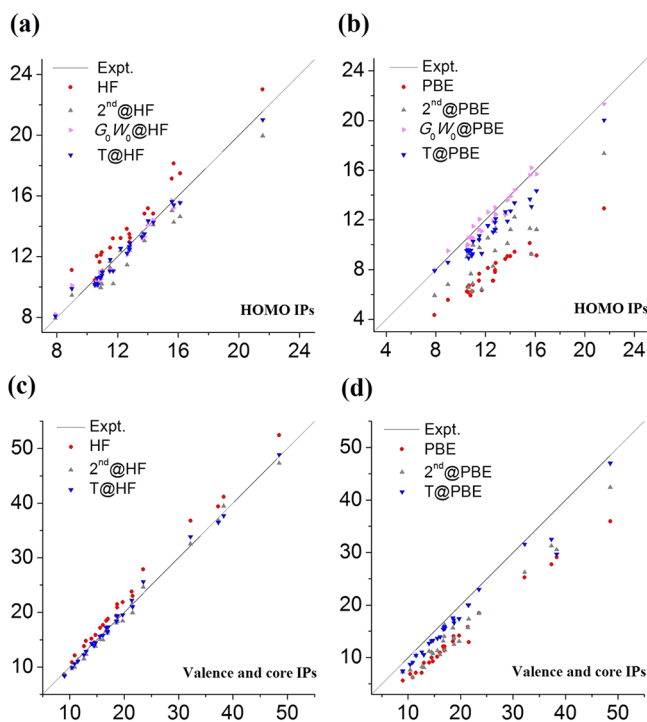 (a)
Expt.
HF
2nd@HF
G0W0@HF
T@HF
HOMO IPs
24
20
16
12
8
8 12 16 20 24
(b)
Expt.
PBE
2nd@PBE
G0W0@PBE
T@PBE
HOMO IPs
24
20
16
12
8
4
4 8 12 16 20 24
(c)
Expt.
HF
2nd@HF
T@HF
Valence and core IPs
50
40
30
20
10
10 20 30 40 50
(d)
Expt.
PBE
2nd@PBE
T@PBE
Valence and core IPs
50
40
30
20
10
10 20 30 40 50